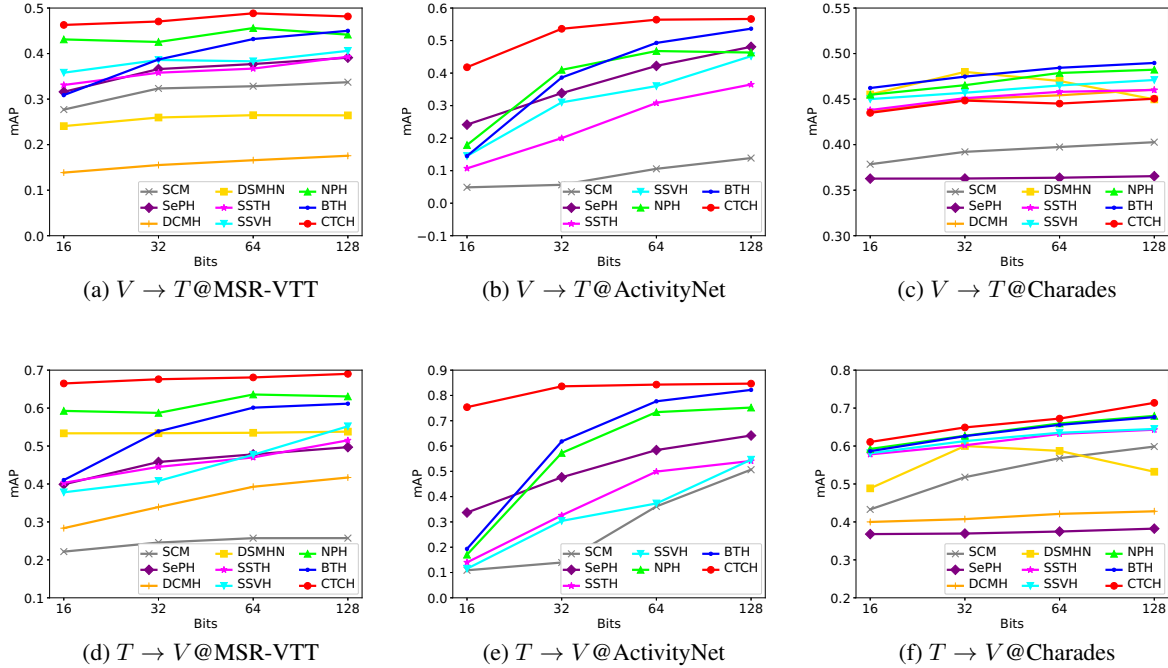 0.5
0.4
0.3
0.2
0.1
0.0
mAP
16 32 64 128
Bits
SCM DSMHN NPH
SePH SSTH BTH
DCMH SSVH CTCH
(a) V → T@MSR-VTT
0.6
0.5
0.4
0.3
0.2
0.1
0.0
−0.1
mAP
16 32 64 128
Bits
SCM SSVH BTH
SePH NPH CTCH
SSTH
(b) V → T@ActivityNet
0.55
0.50
0.45
0.40
0.35
0.30
mAP
16 32 64 128
Bits
SCM DSMHN NPH
SePH SSTH BTH
DCMH SSVH CTCH
(c) V → T@Charades
0.7
0.6
0.5
0.4
0.3
0.2
0.1
mAP
16 32 64 128
Bits
SCM DSMHN NPH
SePH SSTH BTH
DCMH SSVH CTCH
(d) T → V@MSR-VTT
0.9
0.8
0.7
0.6
0.5
0.4
0.3
0.2
0.1
0.0
mAP
16 32 64 128
Bits
SCM SSVH BTH
SePH NPH CTCH
SSTH
(e) T → V@ActivityNet
0.8
0.7
0.6
0.5
0.4
0.3
0.2
mAP
16 32 64 128
Bits
SCM DSMHN NPH
SePH SSTH BTH
DCMH SSVH CTCH
(f) T → V@Charades